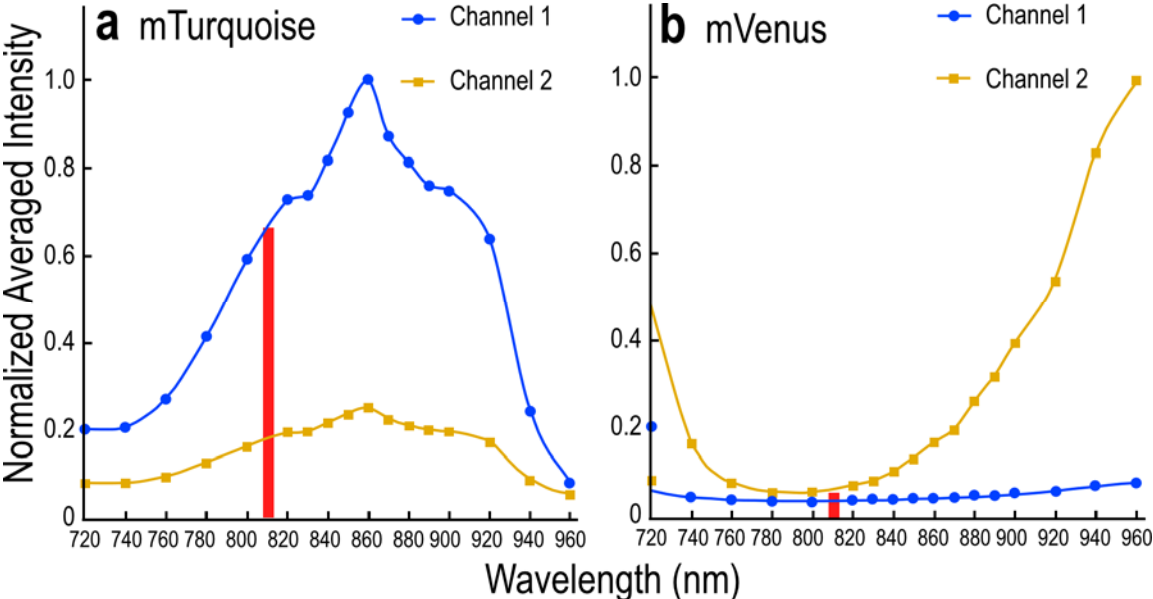 a mTurquoise
Channel 1
Channel 2
b mVenus
Channel 1
Channel 2
Normalized Averaged Intensity
1.0
0.8
0.6
0.4
0.2
0
720 740 760 780 800 820 840 860 880 900 920 940 960
1.0
0.8
0.6
0.4
0.2
0
720 740 760 780 800 820 840 860 880 900 920 940 960
Wavelength (nm)